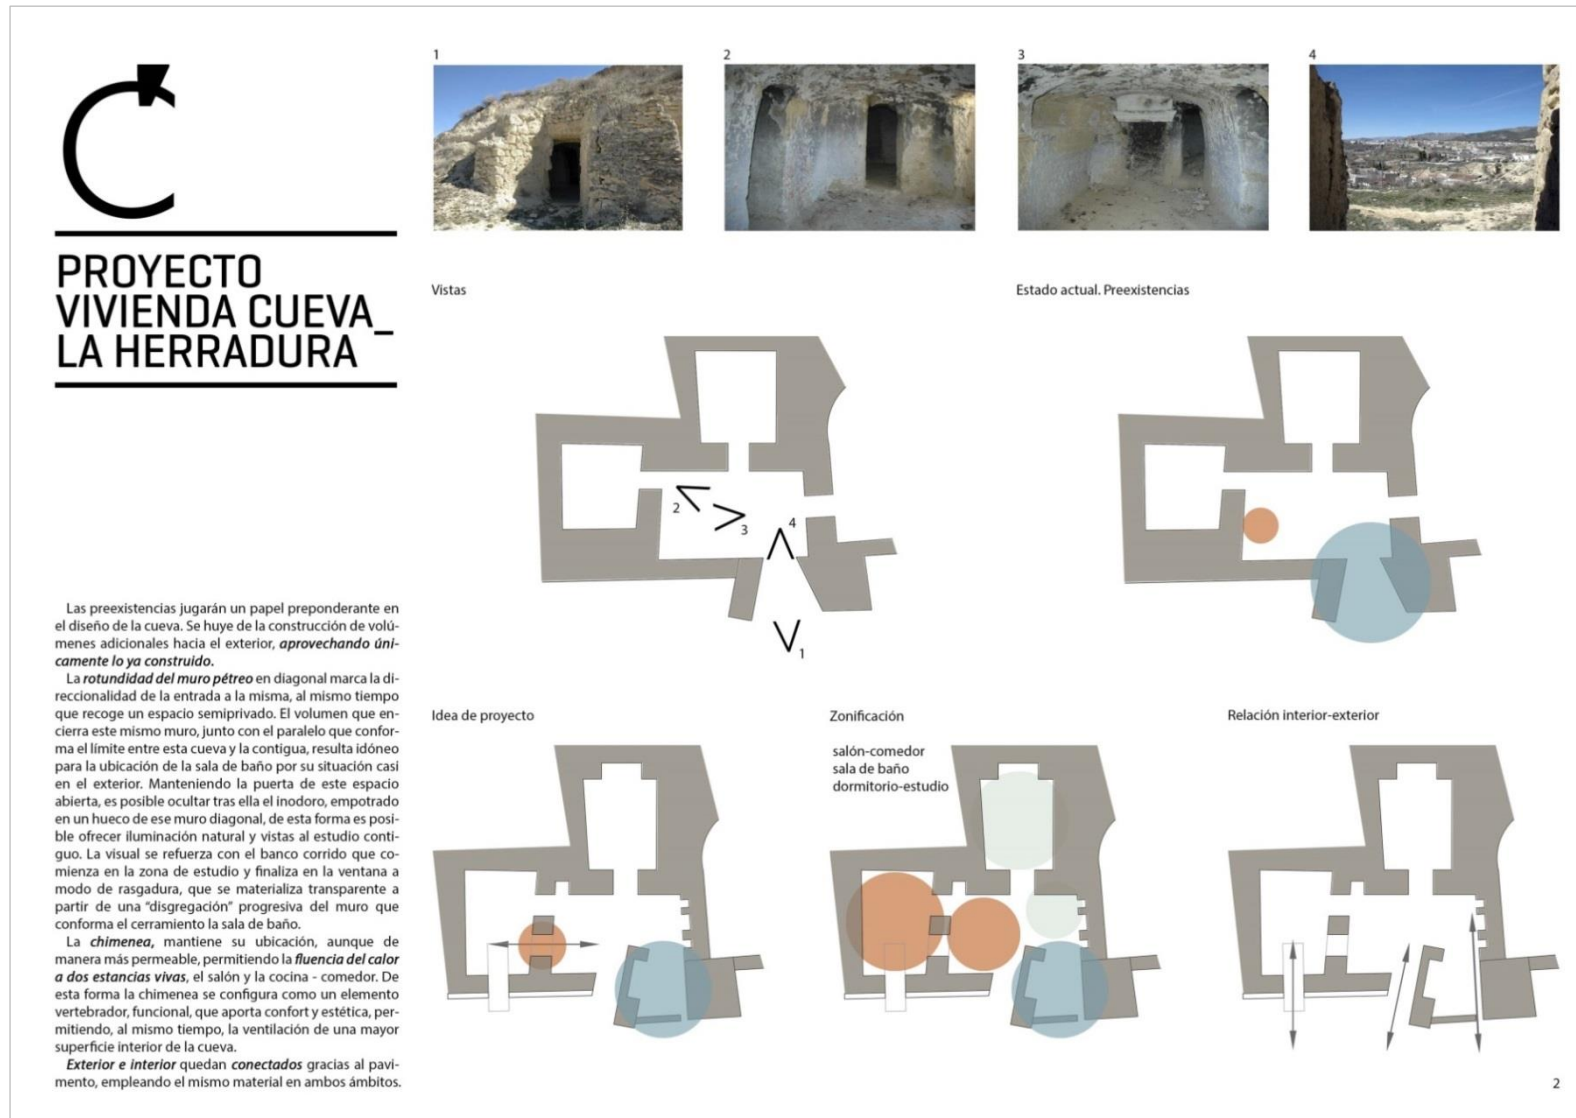 PROYECTO
VIVIENDA CUEVA_
LA HERRADURA
Las preexistencias jugarán un papel preponderante en
el diseño de la cueva. Se huye de la construcción de volú-
menes adicionales hacia el exterior, aprovechando úni-
camente lo ya construido.
La rotundidad del muro pétreo en diagonal marca la di-
reccionalidad de la entrada a la misma, al mismo tiempo
que recoge un espacio semiprivado. El volumen que en-
cierra este mismo muro, junto con el paralelo que confor-
ma el límite entre esta cueva y la contigua, resulta idóneo
para la ubicación de la sala de baño por su situación casi
en el exterior. Manteniendo la puerta de este espacio
abierta, es posible ocultar tras ella el inodoro, empotrado
en un hueco de ese muro diagonal, de esta forma es posi-
ble ofrecer iluminación natural y vistas al estudio conti-
guo. La visual se refuerza con el banco corrido que co-
mienza en la zona de estudio y finaliza en la ventana a
modo de rasgadura, que se materializa transparente a
partir de una "disgregación" progresiva del muro que
conforma el cerramiento la sala de baño.
La chimenea, mantiene su ubicación, aunque de
manera más permeable, permitiendo la fluencia del calor
a dos estancias vivas, el salón y la cocina - comedor. De
esta forma la chimenea se configura como un elemento
vertebrador, funcional, que aporta confort y estética, per-
mitiendo, al mismo tiempo, la ventilación de una mayor
superficie interior de la cueva.
Exterior e interior quedan conectados gracias al pavi-
mento, empleando el mismo material en ambos ámbitos.
1
2
3
4
Vistas
2
3
4
1
Estado actual. Preexistencias
Idea de proyecto
Zonificación
salón-comedor
sala de baño
dormitorio-estudio
Relación interior-exterior
2